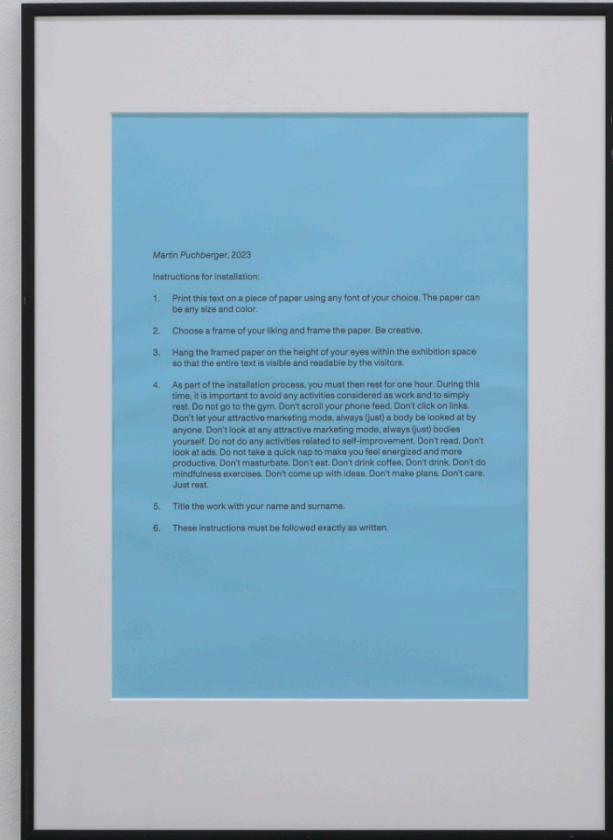 Martin Puchberger, 2023
Instructions for installation:
1. Print this text on a piece of paper using any font of your choice. The paper can
be any size and color.
2. Choose a frame of your liking and frame the paper. Be creative.
3. Hang the framed paper on the height of your eyes within the exhibition space
so that the entire text is visible and readable by the visitors.
4. As part of the installation process, you must then rest for one hour. During this
time, it is important to avoid any activities considered as work and to simply
rest. Do not go to the gym. Don't scroll your phone feed. Don't click on links.
Don't let your attractive marketing mode, always (just) a body be looked at by
anyone. Don't look at any attractive marketing mode, always (just) bodies
yourself. Do not do any activities related to self-improvement. Don't read. Don't
look at ads. Do not take a quick nap to make you feel energized and more
productive. Don't masturbate. Don't eat. Don't drink coffee. Don't drink. Don't do
mindfulness exercises. Don't come up with ideas. Don't make plans. Don't care.
Just rest.
5. Title the work with your name and surname.
6. These instructions must be followed exactly as written.